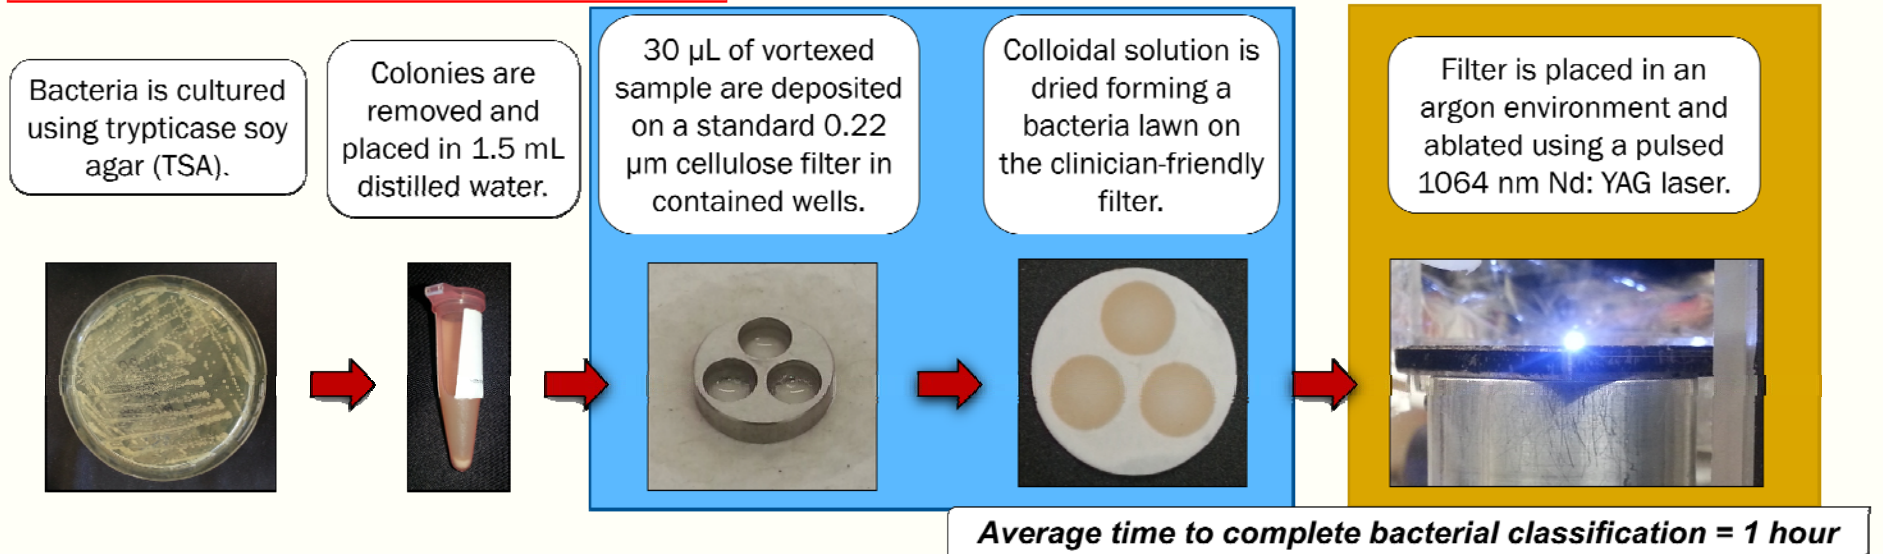 Bacteria is cultured
using trypticase soy
agar (TSA).
Colonies are
removed and
placed in 1.5 mL
distilled water.
30 µL of vortexed
sample are deposited
on a standard 0.22
µm cellulose filter in
contained wells.
Colloidal solution is
dried forming a
bacteria lawn on
the clinician-friendly
filter.
Filter is placed in an
argon environment and
ablated using a pulsed
1064 nm Nd: YAG laser.
Average time to complete bacterial classification = 1 hour